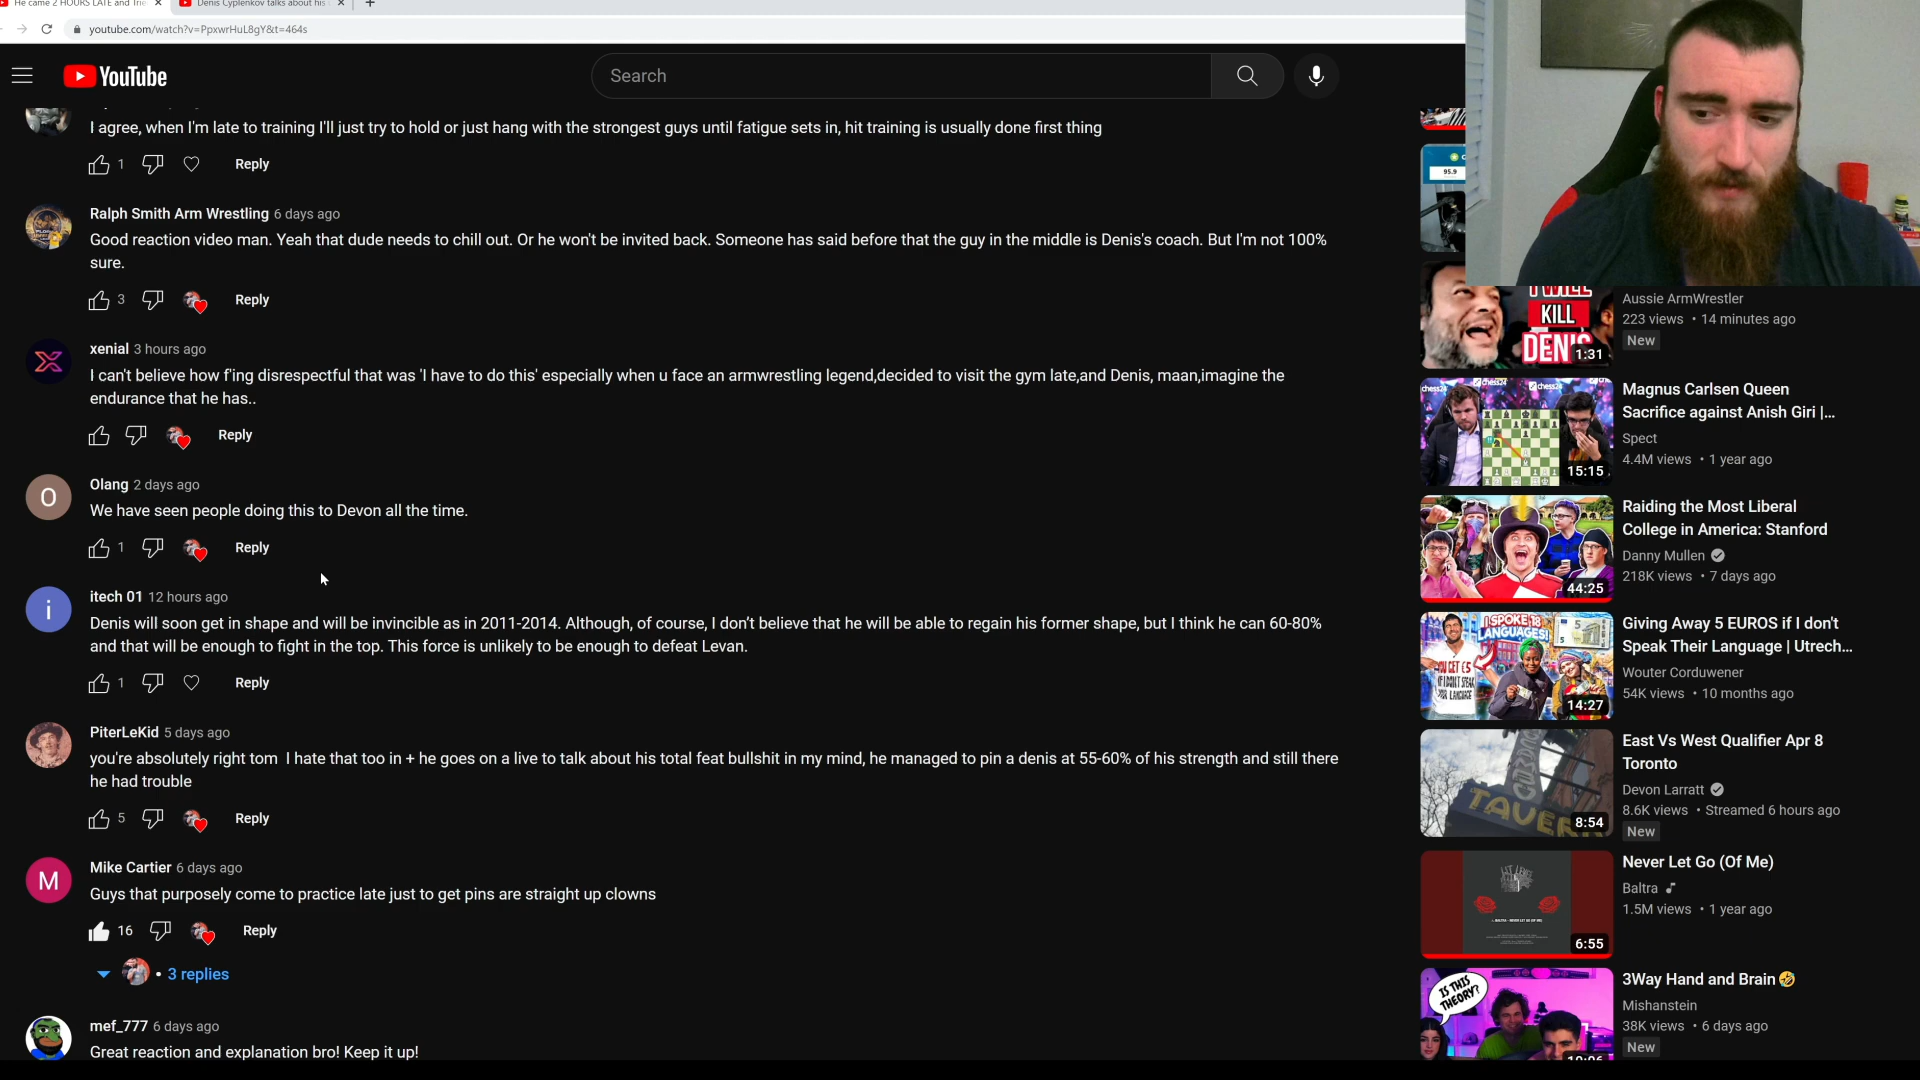 He came 2 HOURS LATE and Trie
Denis Cyplenkov talks about his
youtube.com/watch?v=PpxwrHuL8gY&t=464s
YouTube
Search
I agree, when I'm late to training I'll just try to hold or just hang with the strongest guys until fatigue sets in, hit training is usually done first thing
1 Reply
Ralph Smith Arm Wrestling 6 days ago
Good reaction video man. Yeah that dude needs to chill out. Or he won't be invited back. Someone has said before that the guy in the middle is Denis's coach. But I'm not 100%
sure.
3 Reply
xenial 3 hours ago
I can't believe how f'ing disrespectful that was 'I have to do this' especially when u face an armwrestling legend,decided to visit the gym late,and Denis, maan,imagine the
endurance that he has..
Reply
O
Olang 2 days ago
We have seen people doing this to Devon all the time.
1 Reply
i
itech 01 12 hours ago
Denis will soon get in shape and will be invincible as in 2011-2014. Although, of course, I don't believe that he will be able to regain his former shape, but I think he can 60-80%
and that will be enough to fight in the top. This force is unlikely to be enough to defeat Levan.
1 Reply
PiterLeKid 5 days ago
you're absolutely right tom I hate that too in + he goes on a live to talk about his total feat bullshit in my mind, he managed to pin a denis at 55-60% of his strength and still there
he had trouble
5 Reply
M
Mike Cartier 6 days ago
Guys that purposely come to practice late just to get pins are straight up clowns
16 Reply
• 3 replies
mef_777 6 days ago
Great reaction and explanation bro! Keep it up!
95.9
I WILL
KILL
DENIS
1:31
Aussie ArmWrestler
223 views • 14 minutes ago
New
chess24
chess24
15:15
Magnus Carlsen Queen
Sacrifice against Anish Giri |...
Spect
4.4M views • 1 year ago
44:25
Raiding the Most Liberal
College in America: Stanford
Danny Mullen
218K views • 7 days ago
I SPOKE 18
LANGUAGES!
YOU GET €5
IF I DON'T SPEAK
YOUR LANGUAGE
5
14:27
Giving Away 5 EUROS if I don't
Speak Their Language | Utrech...
Wouter Corduwener
54K views • 10 months ago
TAVERN
8:54
East Vs West Qualifier Apr 8
Toronto
Devon Larratt
8.6K views • Streamed 6 hours ago
New
6:55
Never Let Go (Of Me)
Baltra
1.5M views • 1 year ago
IS THIS
THEORY?
3Way Hand and Brain 🤣
Mishanstein
38K views • 6 days ago
New